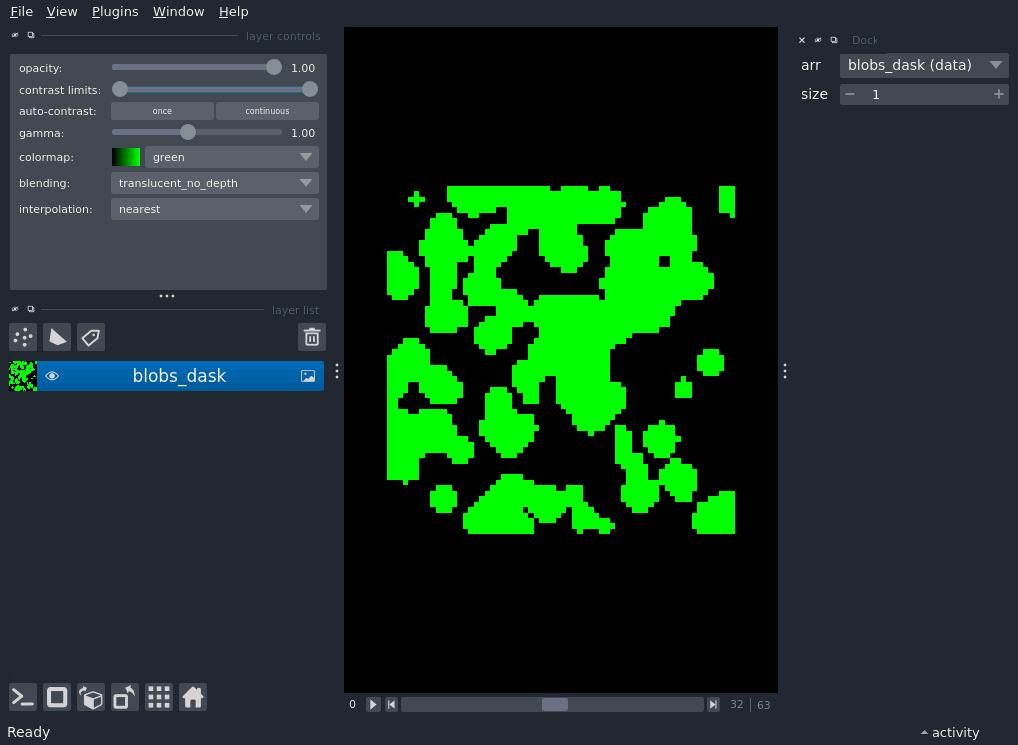 File View Plugins Window Help
layer controls
opacity: 1.00
contrast limits:
auto-contrast: once continuous
gamma: 1.00
colormap: green
blending: translucent_no_depth
interpolation: nearest
layer list
blobs_dask
Dock
arr blobs_dask (data)
size 1
0 32 63
Ready
activity